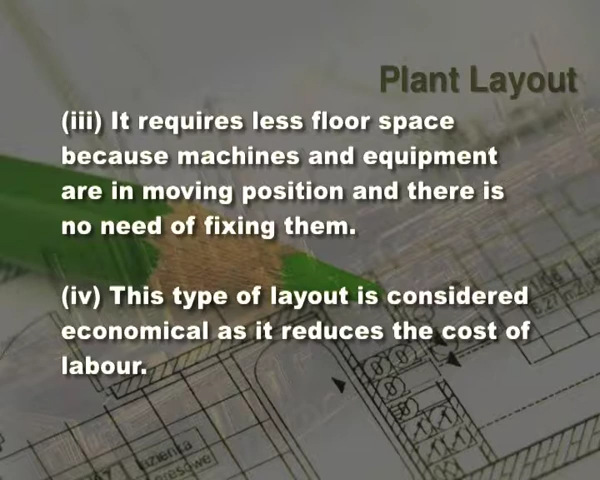 Plant Layout
(iii) It requires less floor space
because machines and equipment
are in moving position and there is
no need of fixing them.
(iv) This type of layout is considered
economical as it reduces the cost of
labour.
łazienka